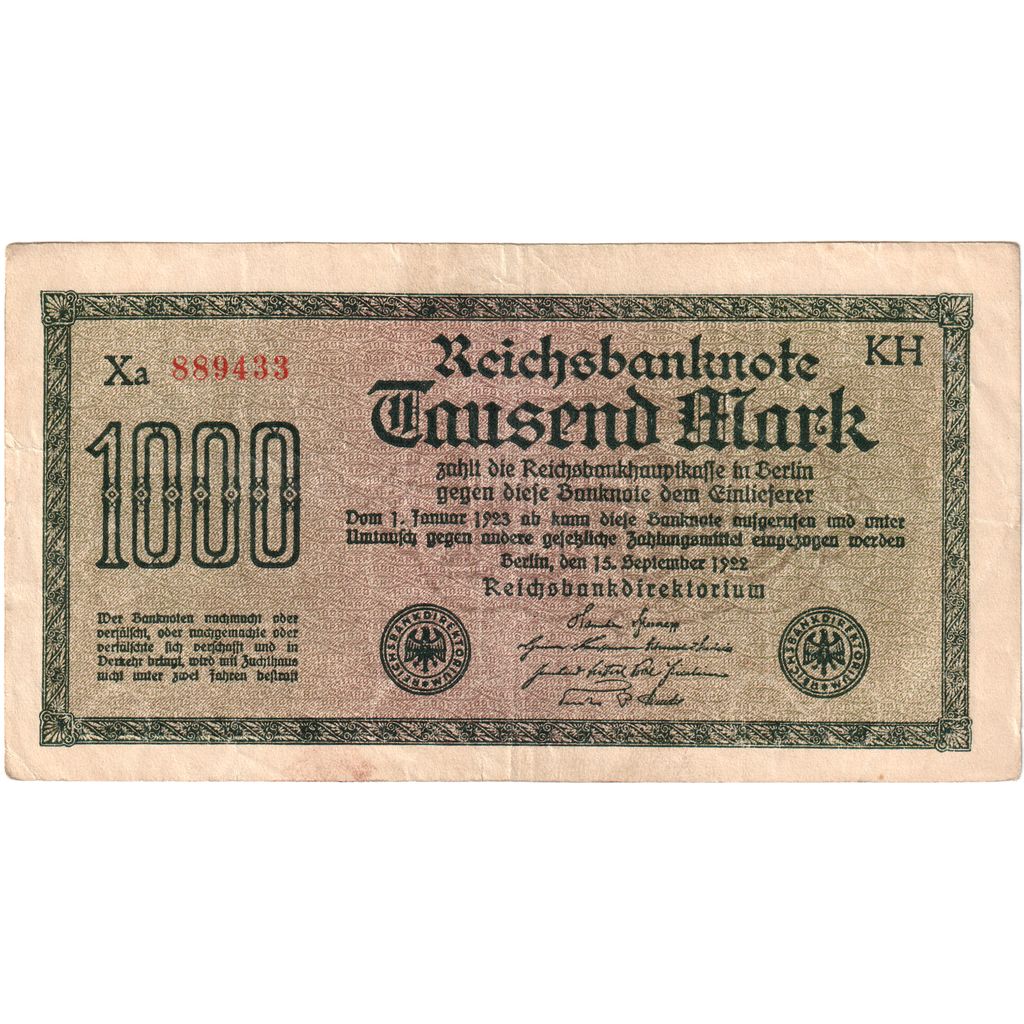 Xa 889433
KH
Reichsbanknote
Tausend Mark
1000
zahlt die Reichsbankhauptkasse in Berlin
gegen diese Banknote dem Einlieferer
Vom 1. Januar 1923 ab kann diese Banknote aufgerufen und unter
Umtausch gegen andere gesetzliche Zahlungsmittel eingezogen werden
Berlin, den 15. September 1922
Reichsbankdirektorium
Wer Banknoten nachmacht oder
verfälscht, oder nachgemachte oder
verfälschte sich verschafft und in
Verkehr bringt, wird mit Zuchthaus
nicht unter zwei Jahren bestraft
REICHSBANKDIREKTORIUM
REICHSBANKDIREKTORIUM